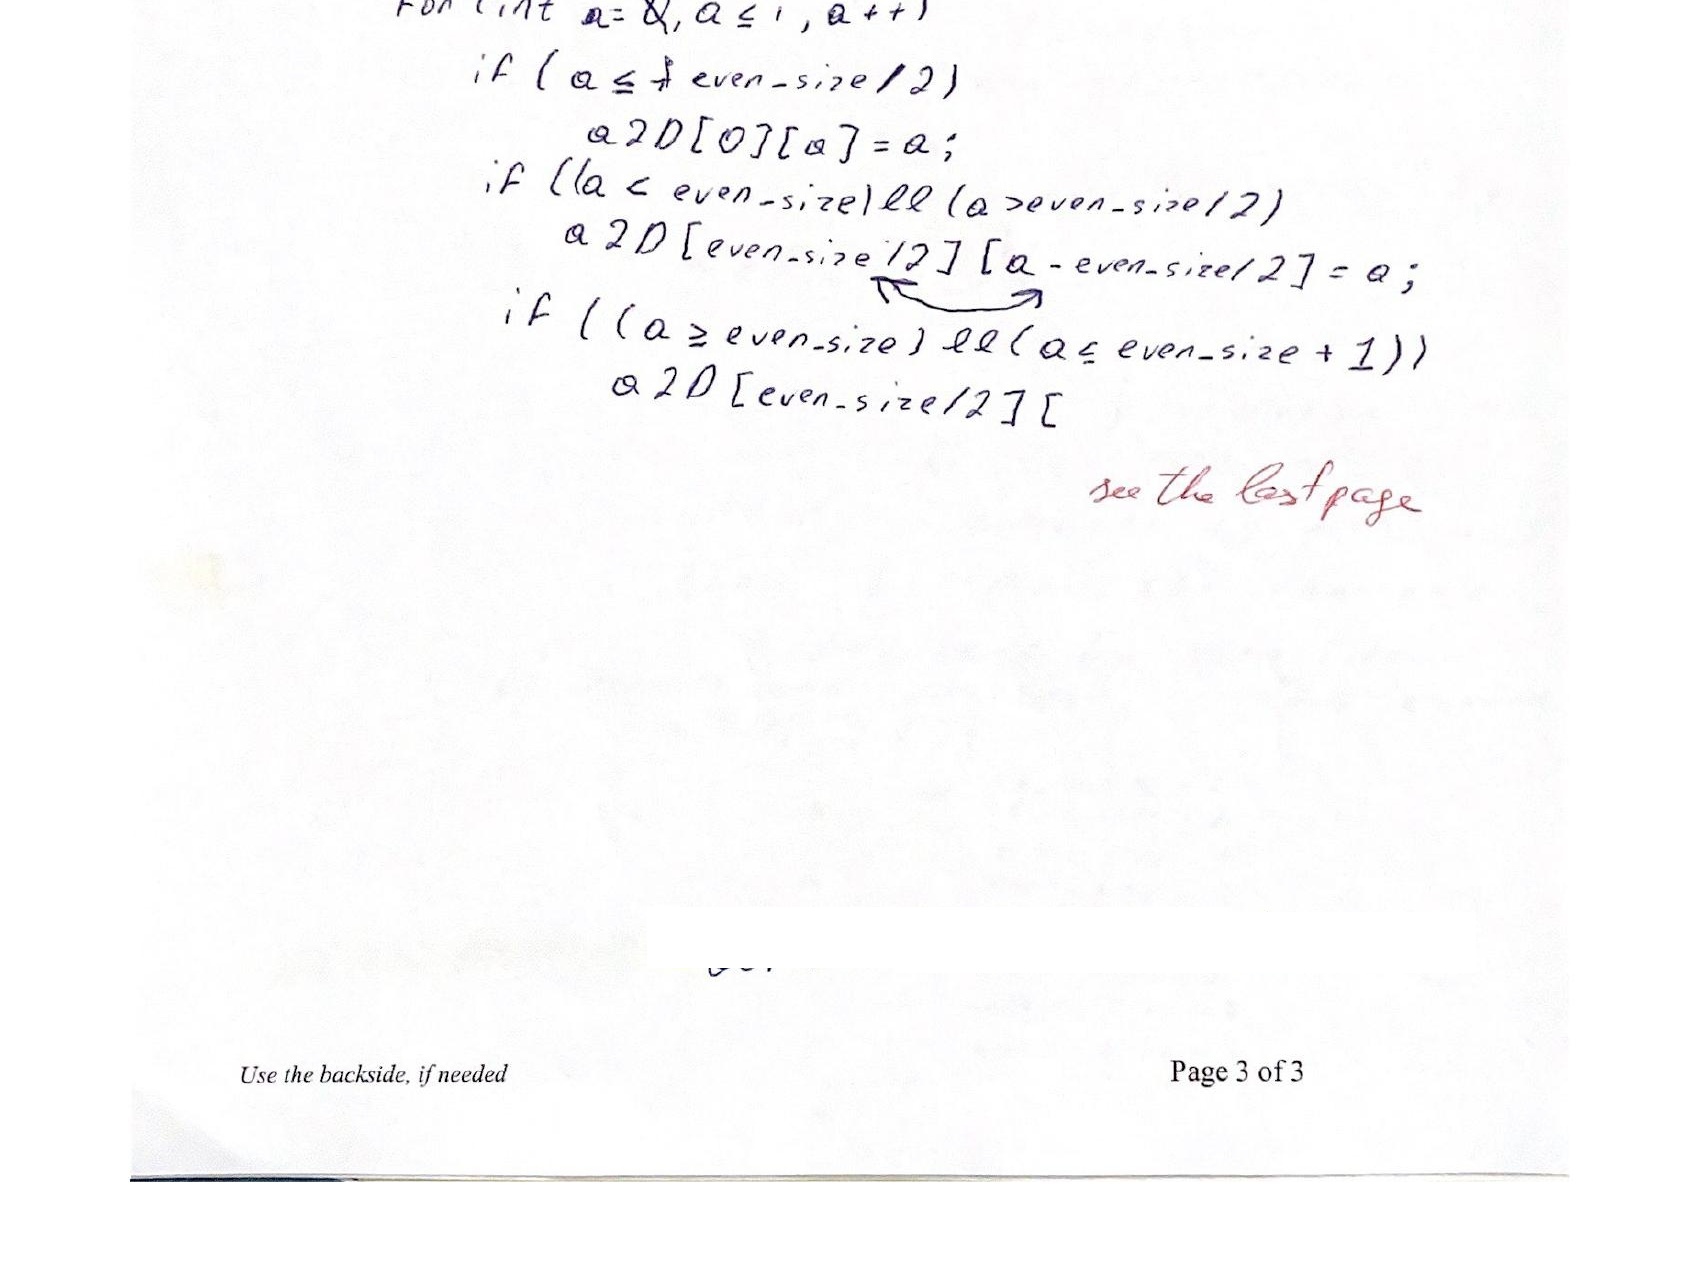 for (int a= , a ≤ i, a++)
if (a ≤ even_size/2)
a2D[0][a] = a;
if ((a < even_size) && (a >even_size/2)
a2D[even_size/2][a - even_size/2] = a;
if ((a ≥ even_size) && (a ≤ even_size + 1))
a2D[even_size/2][
see the last page
Use the backside, if needed
Page 3 of 3